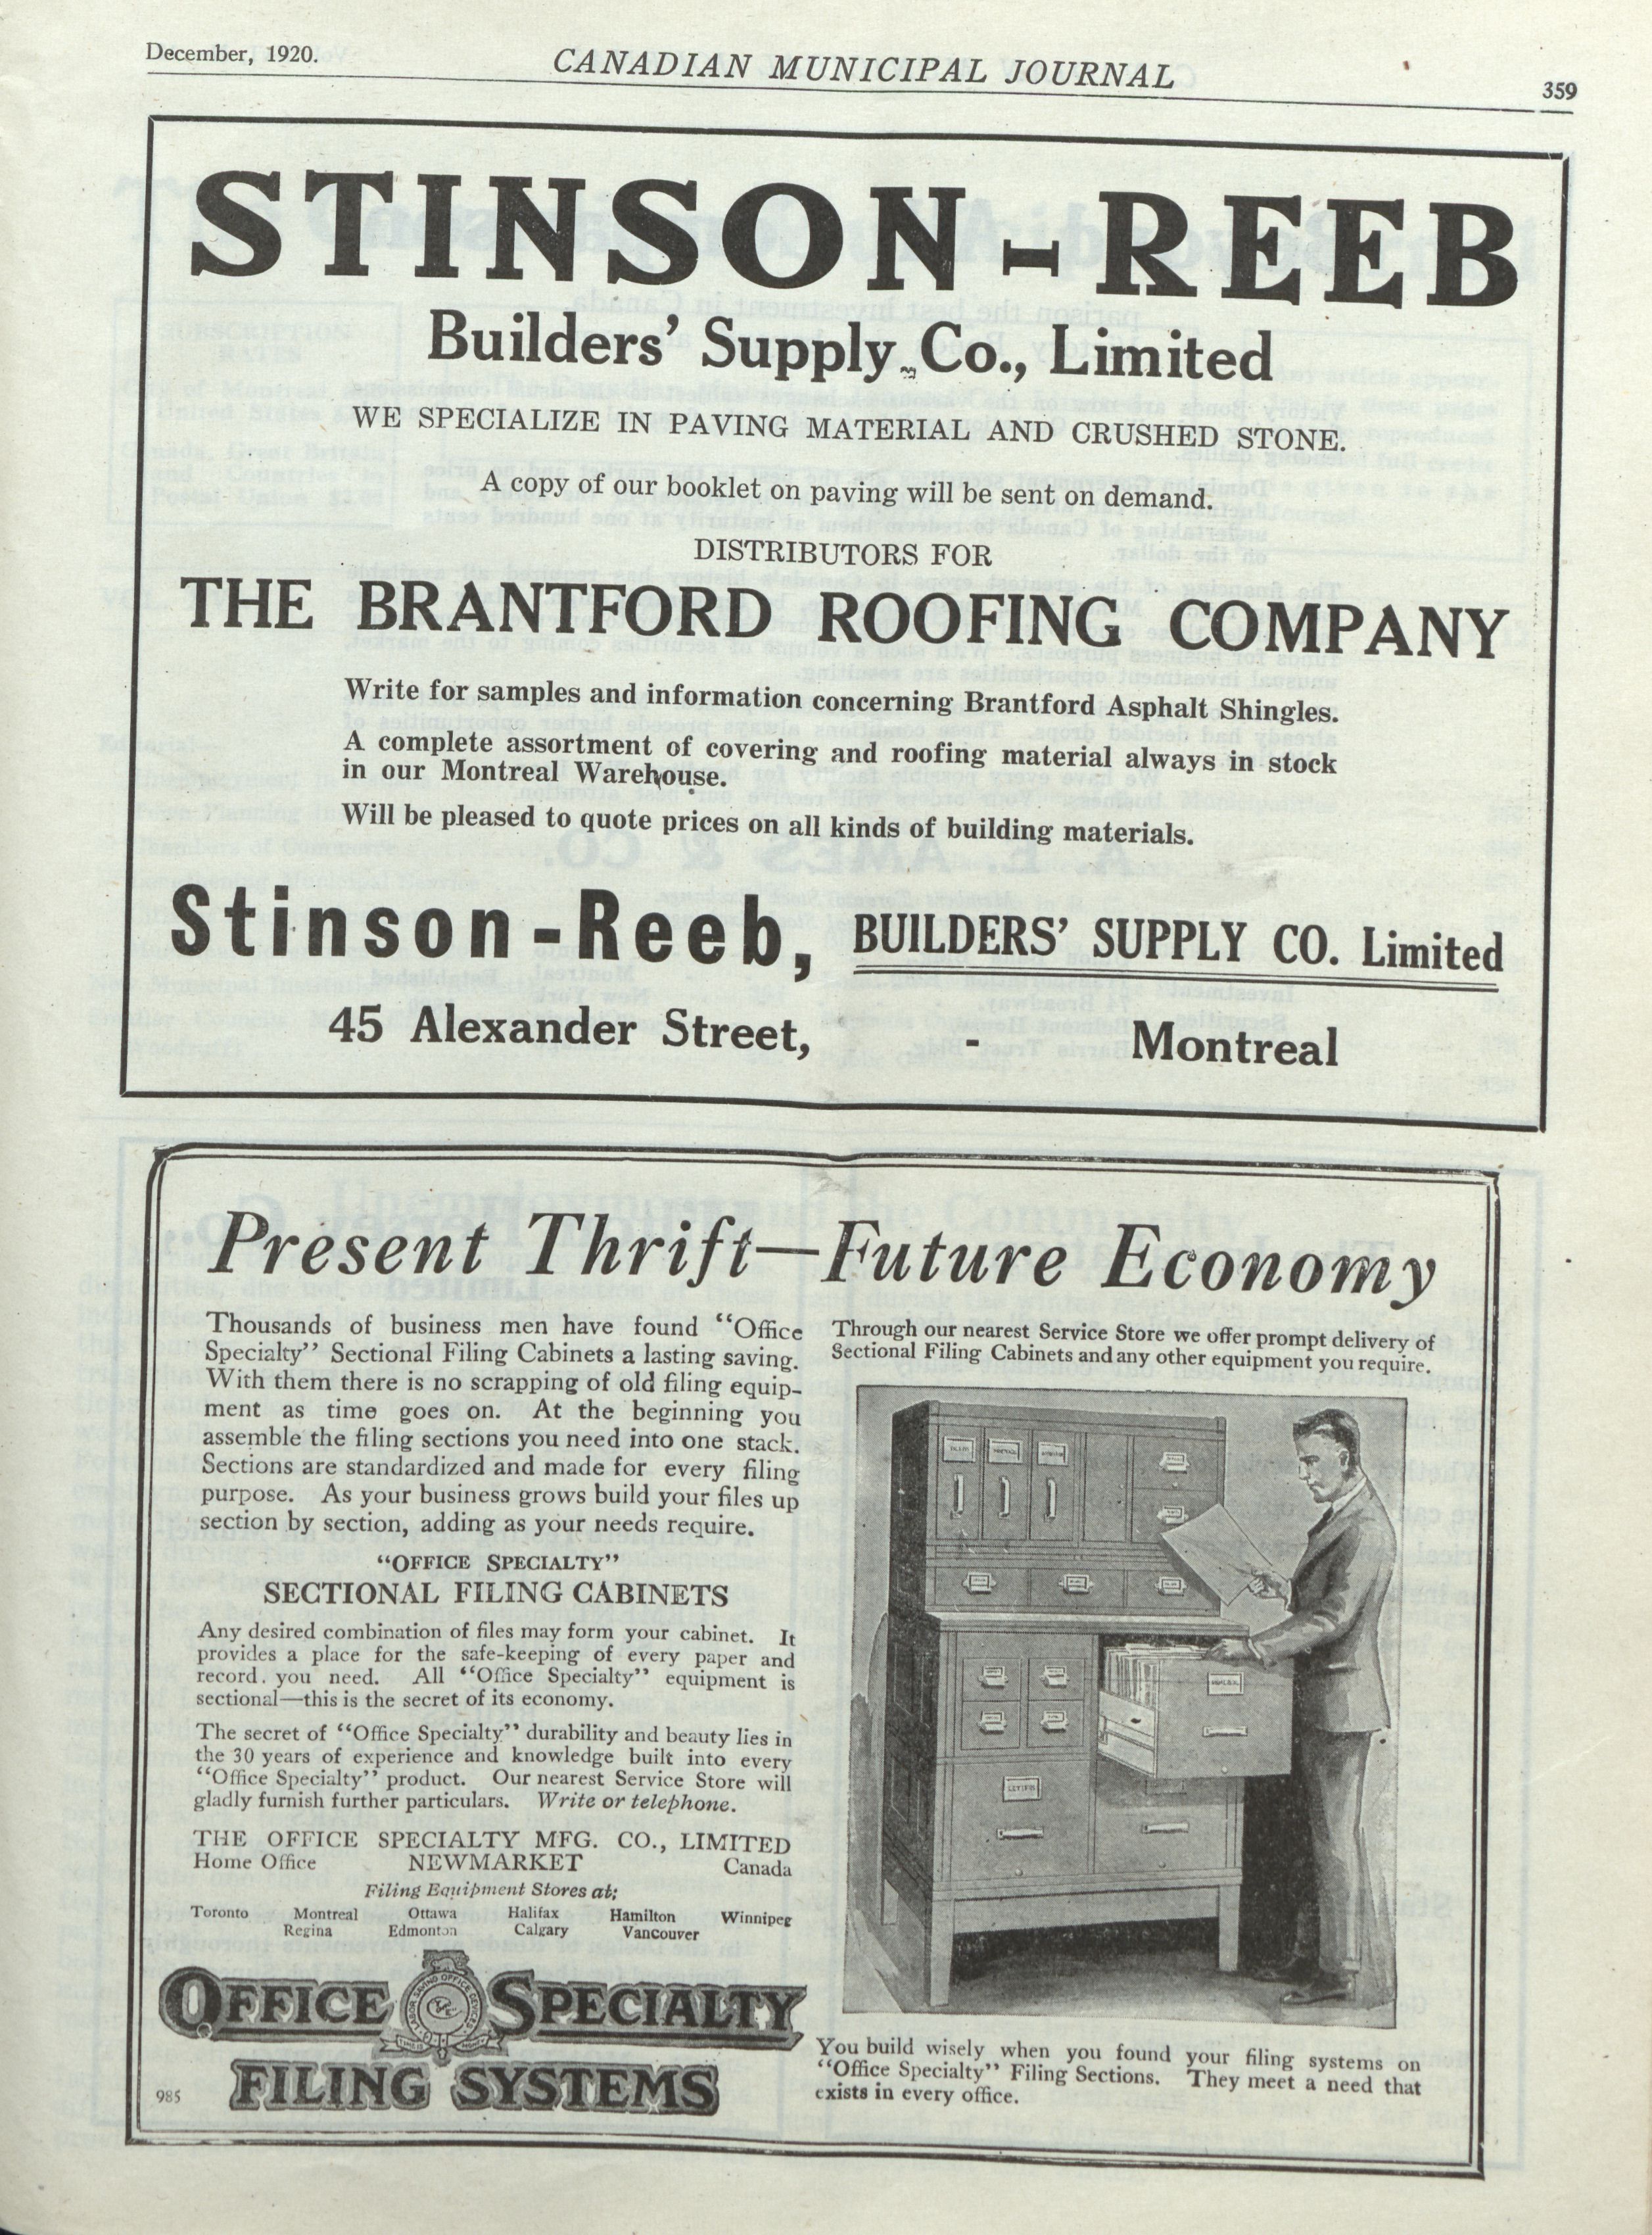 December, 1920.
CANADIAN MUNICIPAL JOURNAL
359
STINSON-REEB
Builders' Supply Co., Limited
WE SPECIALIZE IN PAVING MATERIAL AND CRUSHED STONE.
A copy of our booklet on paving will be sent on demand.
DISTRIBUTORS FOR
THE BRANTFORD ROOFING COMPANY
Write for samples and information concerning Brantford Asphalt Shingles.
A complete assortment of covering and roofing material always in stock
in our Montreal Warehouse.
Will be pleased to quote prices on all kinds of building materials.
Stinson-Reeb, BUILDERS' SUPPLY CO. Limited
45 Alexander Street, - Montreal
Present Thrift—Future Economy
Thousands of business men have found "Office
Specialty" Sectional Filing Cabinets a lasting saving.
With them there is no scrapping of old filing equip-
ment as time goes on. At the beginning you
assemble the filing sections you need into one stack.
Sections are standardized and made for every filing
purpose. As your business grows build your files up
section by section, adding as your needs require.
"OFFICE SPECIALTY"
SECTIONAL FILING CABINETS
Any desired combination of files may form your cabinet. It
provides a place for the safe-keeping of every paper and
record. you need. All "Office Specialty" equipment is
sectional—this is the secret of its economy.
The secret of "Office Specialty" durability and beauty lies in
the 30 years of experience and knowledge built into every
"Office Specialty" product. Our nearest Service Store will
gladly furnish further particulars. Write or telephone.
THE OFFICE SPECIALTY MFG. CO., LIMITED
Home Office NEWMARKET Canada
Filing Equipment Stores at:
Toronto Montreal Ottawa Halifax Hamilton Winnipeg
Regina Edmonton Calgary Vancouver
OFFICE SPECIALTY
LABOR SAVING OFFICE DEVICES
FILING SYSTEMS
985
Through our nearest Service Store we offer prompt delivery of
Sectional Filing Cabinets and any other equipment you require.
You build wisely when you found your filing systems on
"Office Specialty" Filing Sections. They meet a need that
exists in every office.